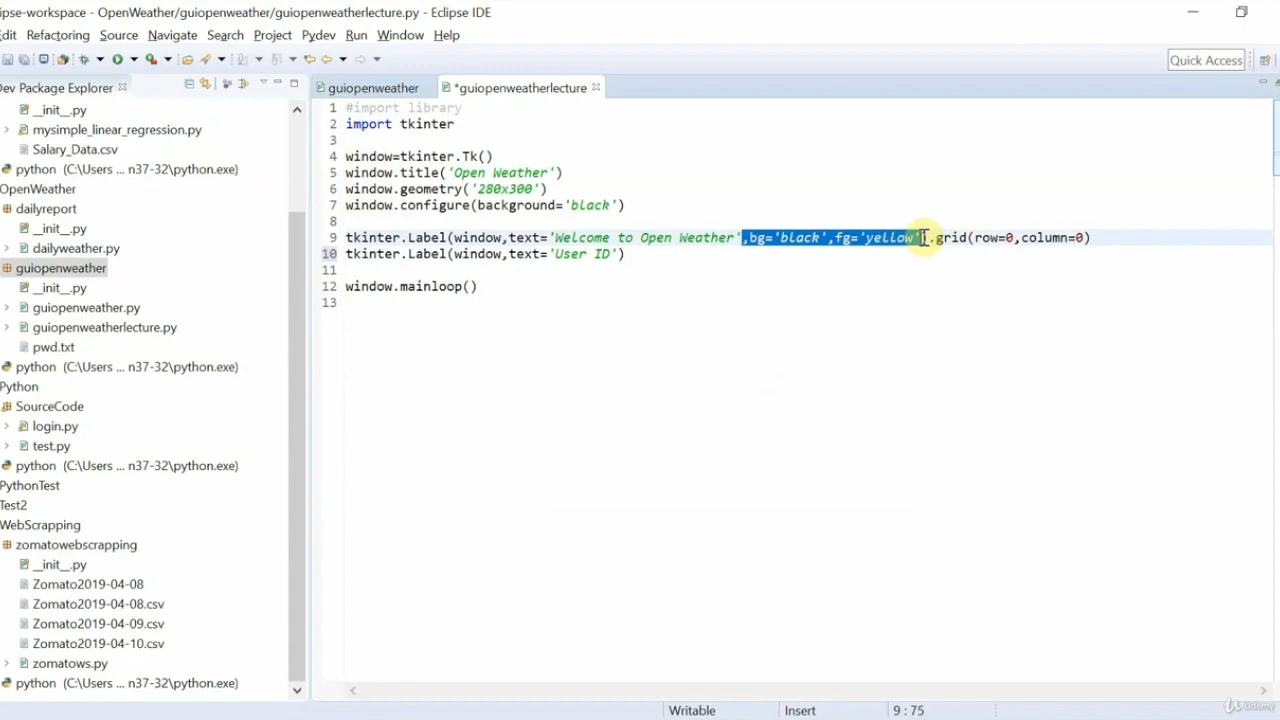 ipse-workspace - OpenWeather/guiopenweather/guiopenweatherlecture.py - Eclipse IDE
dit Refactoring Source Navigate Search Project Pydev Run Window Help
Quick Access
Dev Package Explorer
guiopenweather
*guiopenweatherlecture
__init__.py
mysimple_linear_regression.py
Salary_Data.csv
python (C:\Users ... n37-32\python.exe)
OpenWeather
dailyreport
__init__.py
dailyweather.py
guiopenweather
__init__.py
guiopenweather.py
guiopenweatherlecture.py
pwd.txt
python (C:\Users ... n37-32\python.exe)
Python
SourceCode
login.py
test.py
python (C:\Users ... n37-32\python.exe)
PythonTest
Test2
WebScrapping
zomatowebscrapping
__init__.py
Zomato2019-04-08
Zomato2019-04-08.csv
Zomato2019-04-09.csv
Zomato2019-04-10.csv
zomatows.py
python (C:\Users ... n37-32\python.exe)
1 #import library
2 import tkinter
3
4 window=tkinter.Tk()
5 window.title('Open Weather')
6 window.geometry('280x300')
7 window.configure(background='black')
8
9 tkinter.Label(window,text='Welcome to Open Weather',bg='black',fg='yellow').grid(row=0,column=0)
10 tkinter.Label(window,text='User ID')
11
12 window.mainloop()
13
Writable
Insert
9 : 75
Udemy